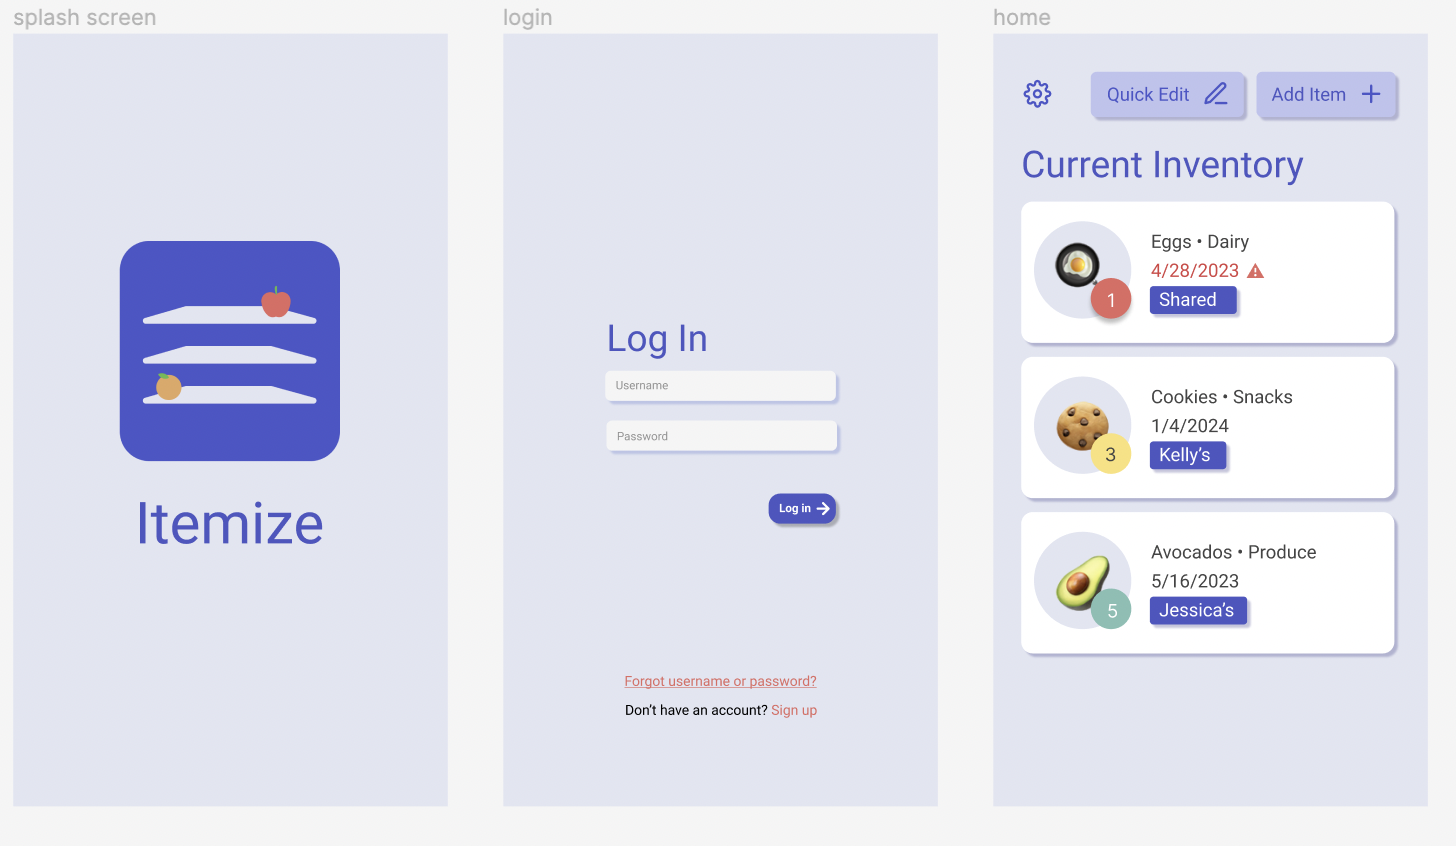 splash screen
Itemize
login
Log In
Username
Password
Log in
Forgot username or password?
Don't have an account? Sign up
home
Quick Edit
Add Item
Current Inventory
Eggs • Dairy
4/28/2023
1
Shared
Cookies • Snacks
1/4/2024
3
Kelly's
Avocados • Produce
5/16/2023
5
Jessica's